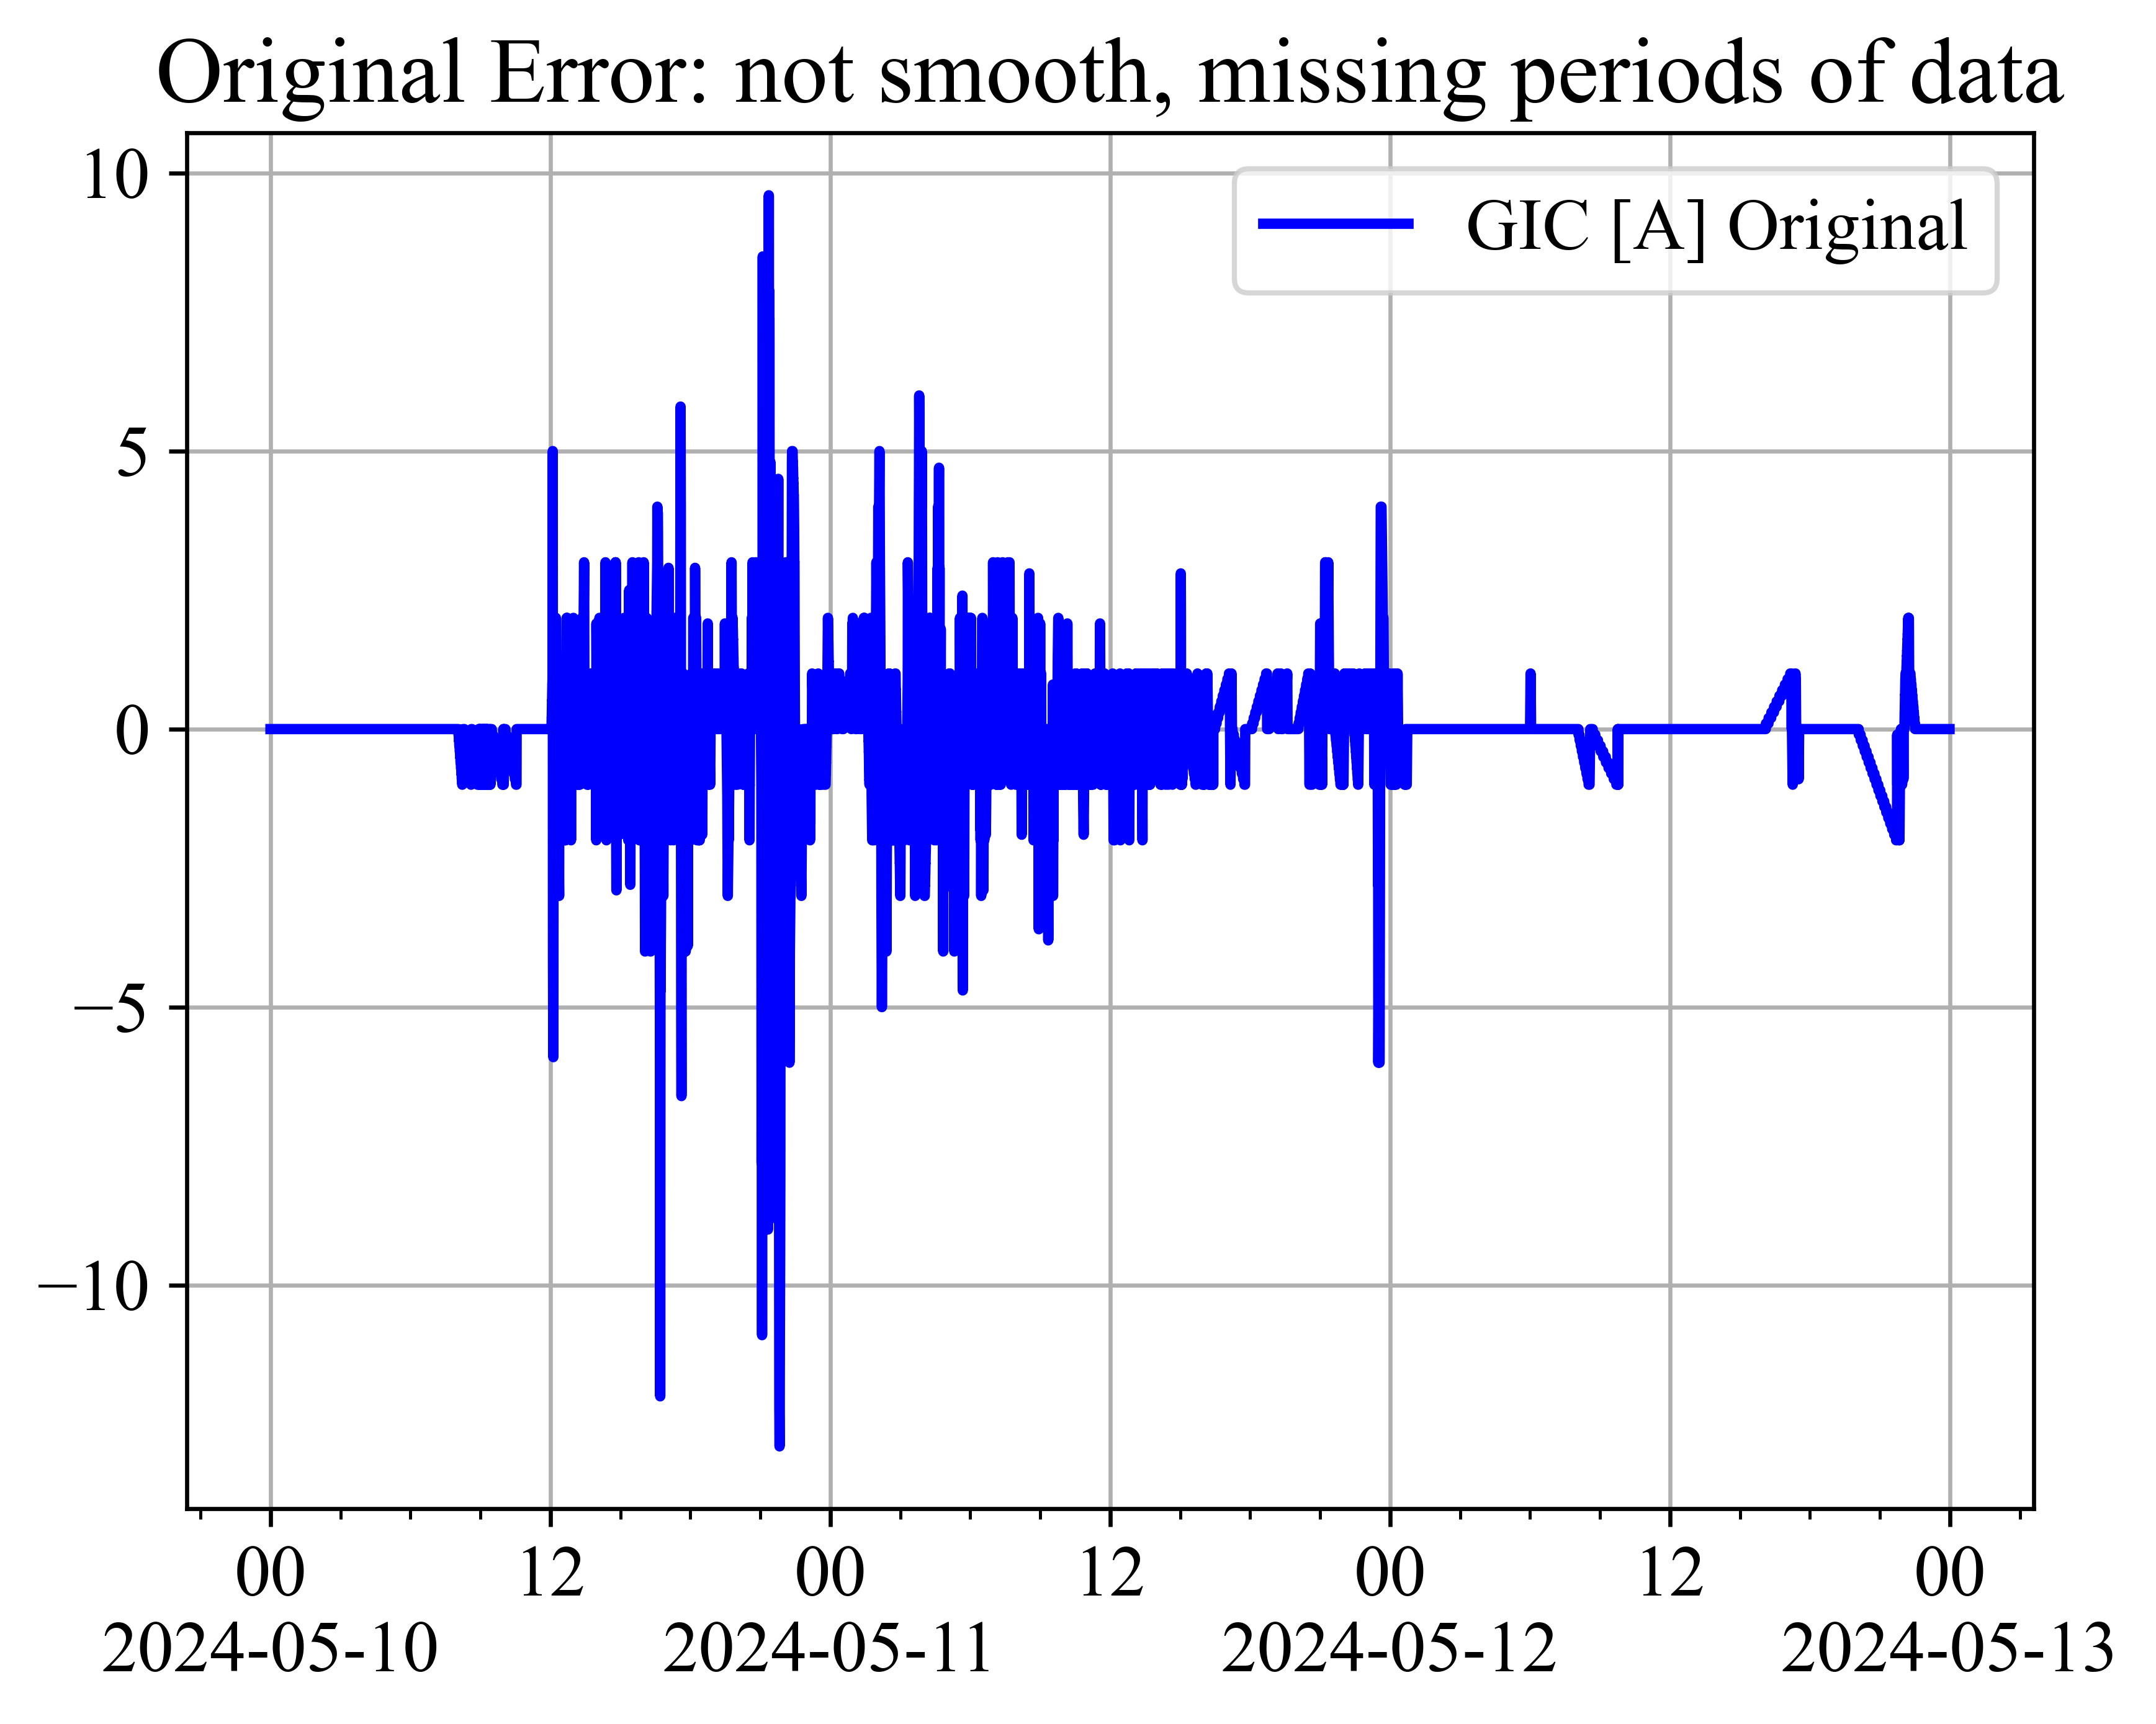 Original Error: not smooth, missing periods of data
GIC [A] Original
10
5
0
−5
−10
00 12 00 12 00 12 00
2024-05-10 2024-05-11 2024-05-12 2024-05-13